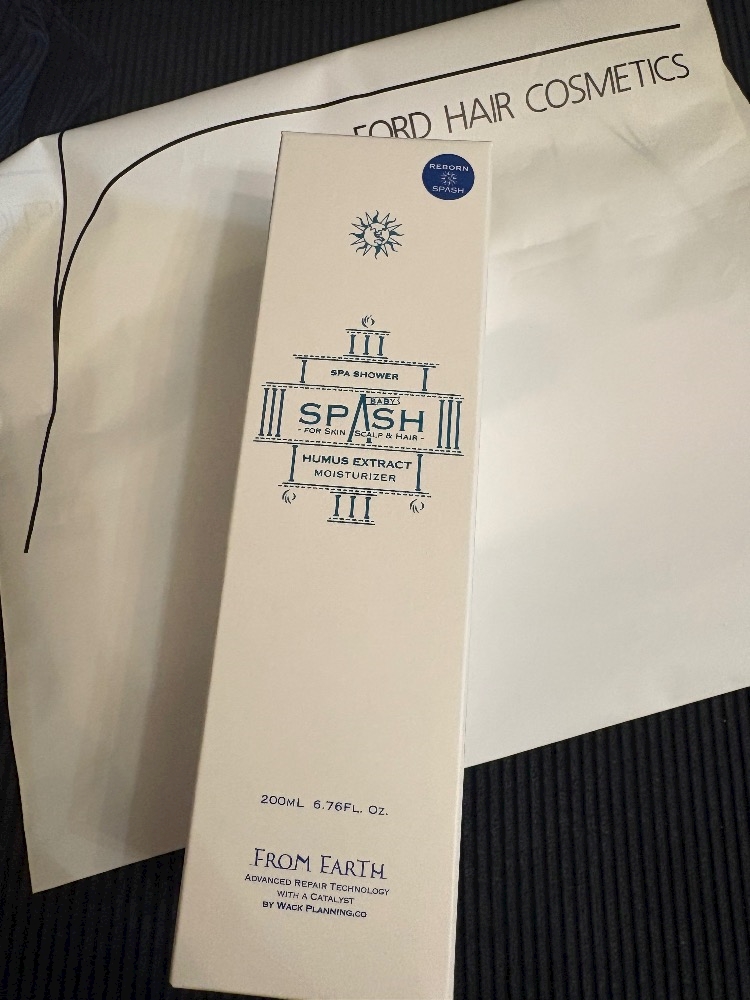 FORD HAIR COSMETICS
REBORN
SPASH
SPA SHOWER
BABY
SPASH
- FOR SKIN SCALP & HAIR -
HUMUS EXTRACT
MOISTURIZER
200ML 6.76FL. OZ.
FROM EARTH
ADVANCED REPAIR TECHNOLOGY
WITH A CATALYST
BY WACK PLANNING,CO